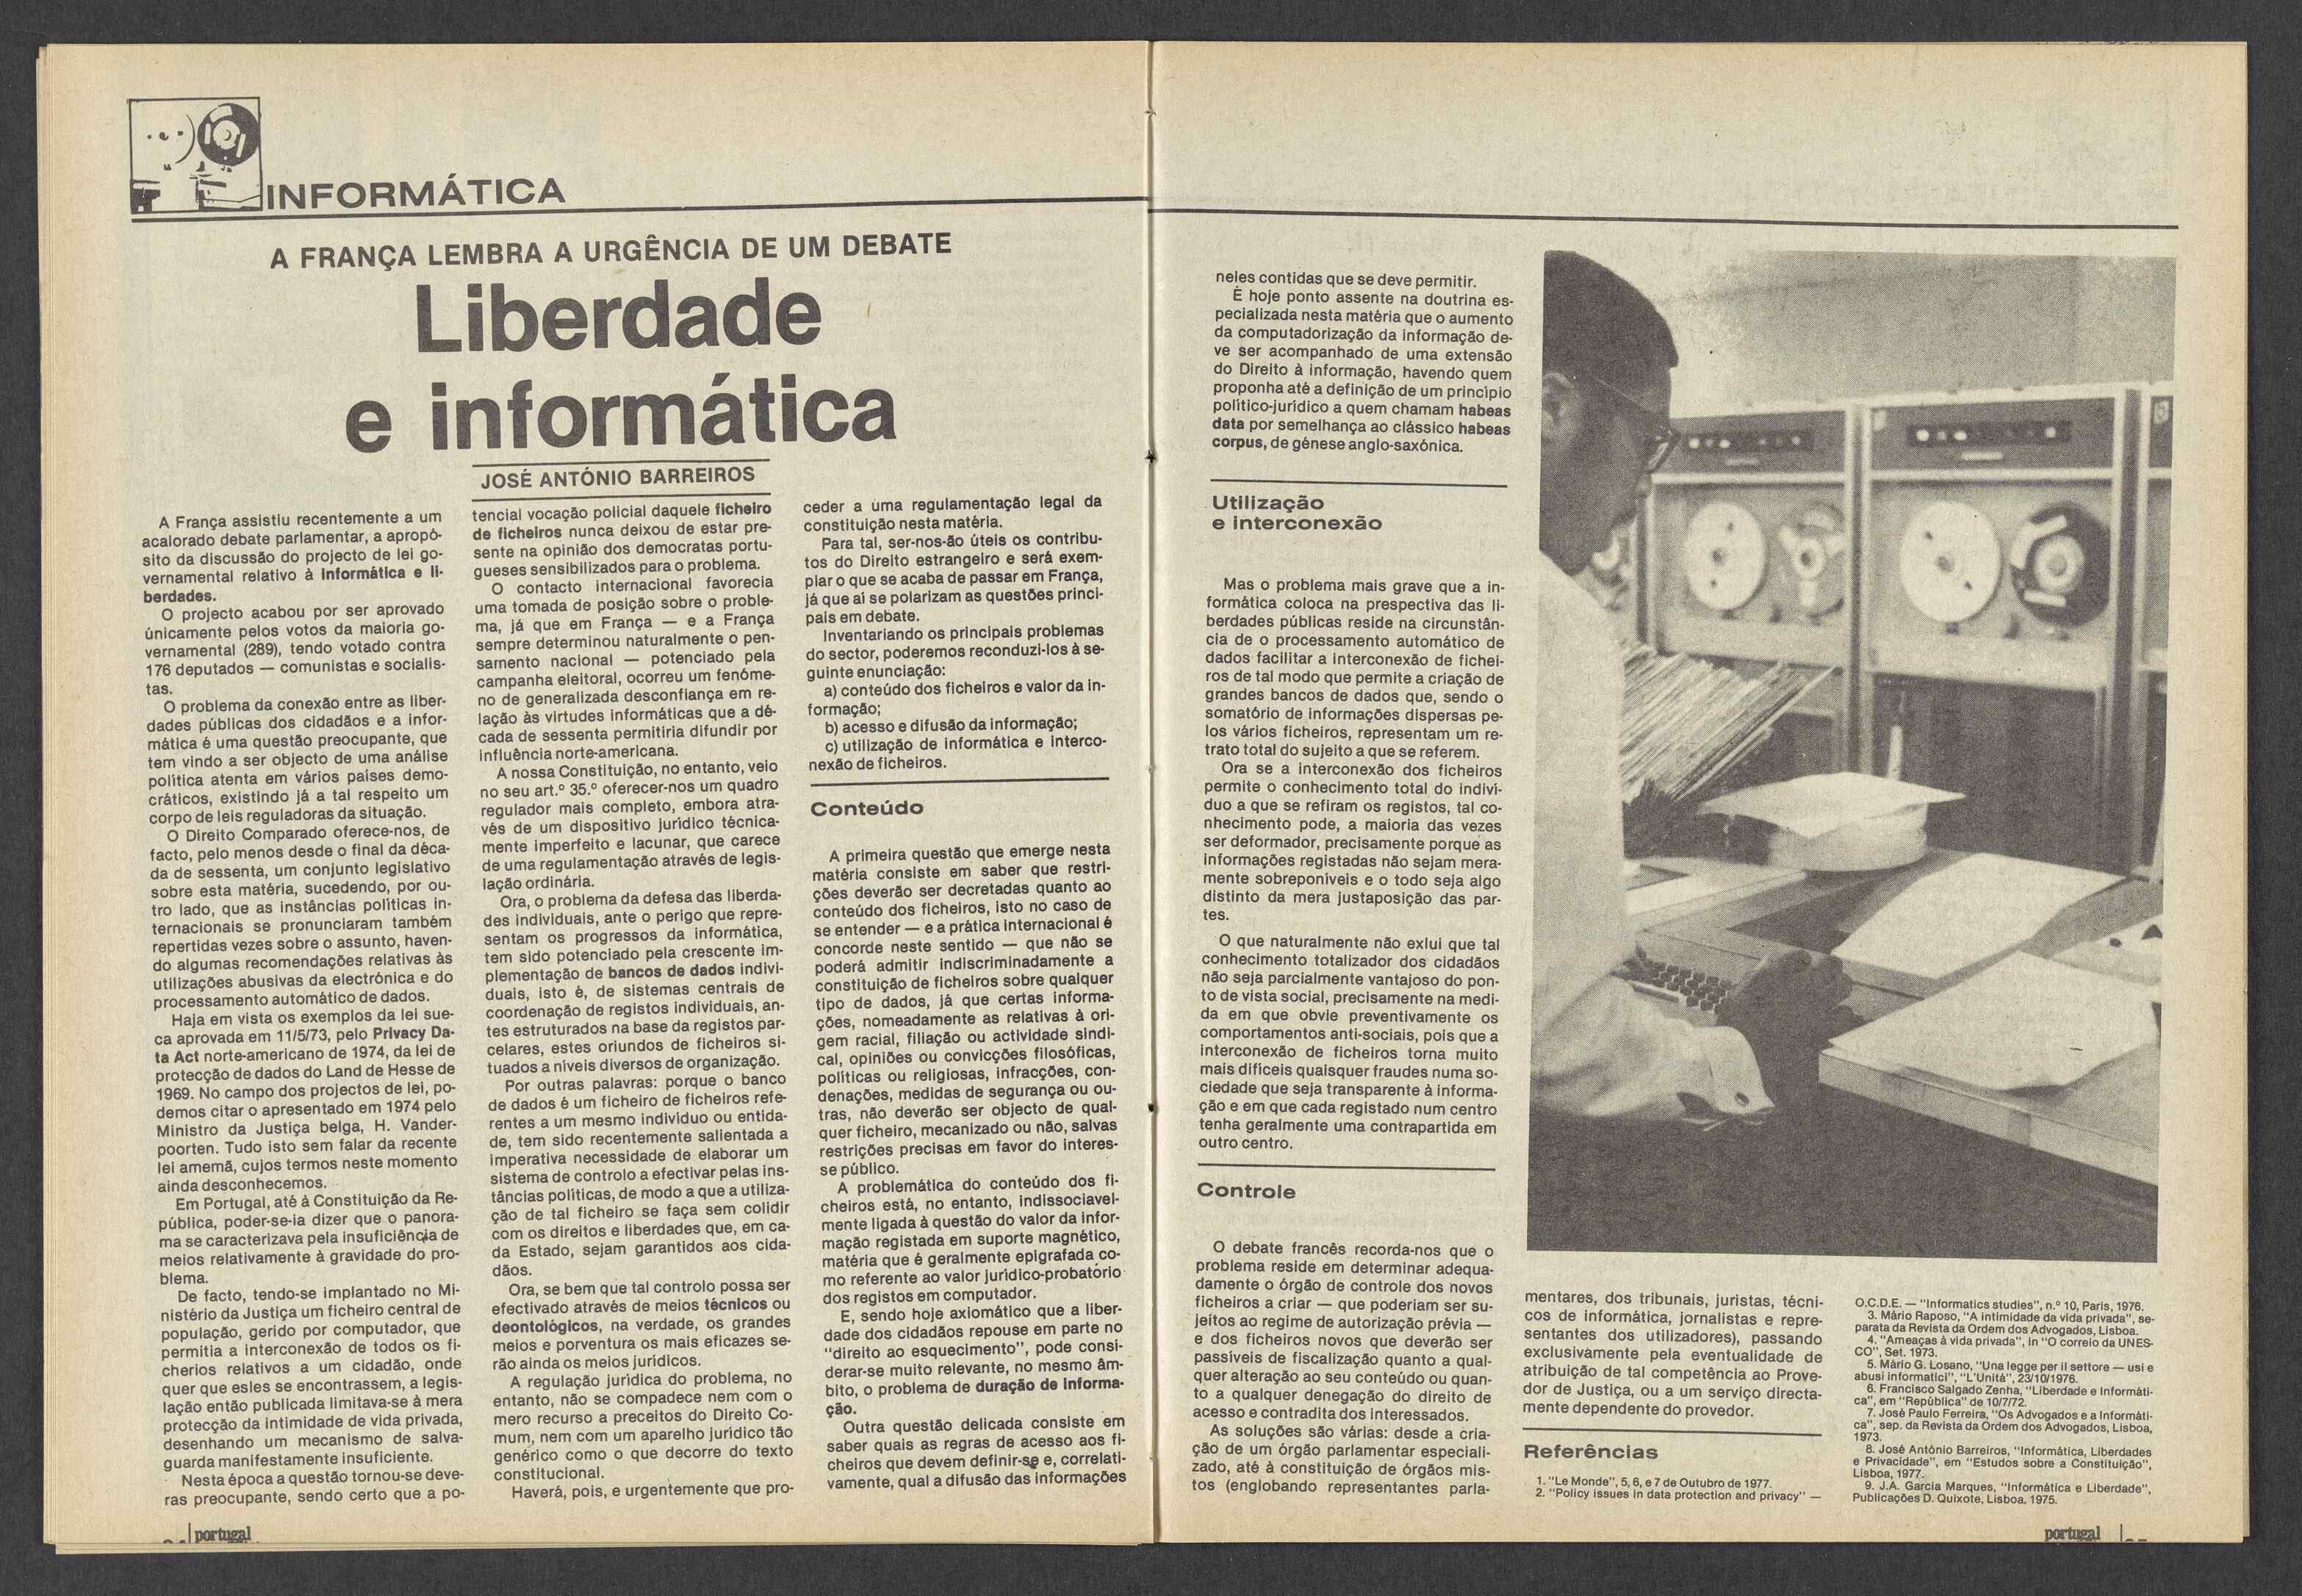 INFORMÁTICA
A FRANÇA LEMBRA A URGÊNCIA DE UM DEBATE
Liberdade
e informática
JOSÉ ANTÓNIO BARREIROS
A França assistiu recentemente a um
acalorado debate parlamentar, a apropó-
sito da discussão do projecto de lei go-
vernamental relativo à informática e li-
berdades.
O projecto acabou por ser aprovado
únicamente pelos votos da maioria go-
vernamental (289), tendo votado contra
176 deputados — comunistas e socialis-
tas.
O problema da conexão entre as liber-
dades públicas dos cidadãos e a infor-
mática é uma questão preocupante, que
tem vindo a ser objecto de uma análise
política atenta em vários países demo-
cráticos, existindo já a tal respeito um
corpo de leis reguladoras da situação.
O Direito Comparado oferece-nos, de
facto, pelo menos desde o final da déca-
da de sessenta, um conjunto legislativo
sobre esta matéria, sucedendo, por ou-
tro lado, que as instâncias políticas in-
ternacionais se pronunciaram também
repertidas vezes sobre o assunto, haven-
do algumas recomendações relativas às
utilizações abusivas da electrónica e do
processamento automático de dados.
Haja em vista os exemplos da lei sue-
ca aprovada em 11/5/73, pelo Privacy Da-
ta Act norte-americano de 1974, da lei de
protecção de dados do Land de Hesse de
1969. No campo dos projectos de lei, po-
demos citar o apresentado em 1974 pelo
Ministro da Justiça belga, H. Vander-
poorten. Tudo isto sem falar da recente
lei amemã, cujos termos neste momento
ainda desconhecemos.
Em Portugal, até à Constituição da Re-
pública, poder-se-ia dizer que o panora-
ma se caracterizava pela insuficiência de
meios relativamente à gravidade do pro-
blema.
De facto, tendo-se implantado no Mi-
nistério da Justiça um ficheiro central de
população, gerido por computador, que
permitia a interconexão de todos os fi-
cherios relativos a um cidadão, onde
quer que esles se encontrassem, a legis-
lação então publicada limitava-se à mera
protecção da intimidade de vida privada,
desenhando um mecanismo de salva-
guarda manifestamente insuficiente.
Nesta época a questão tornou-se deve-
ras preocupante, sendo certo que a po-
tencial vocação policial daquele ficheiro
de ficheiros nunca deixou de estar pre-
sente na opinião dos democratas portu-
gueses sensibilizados para o problema.
O contacto internacional favorecia
uma tomada de posição sobre o proble-
ma, já que em França — e a França
sempre determinou naturalmente o pen-
samento nacional — potenciado pela
campanha eleitoral, ocorreu um fenóme-
no de generalizada desconfiança em re-
lação às virtudes informáticas que a dé-
cada de sessenta permitiria difundir por
influência norte-americana.
A nossa Constituição, no entanto, veio
no seu art.º 35.º oferecer-nos um quadro
regulador mais completo, embora atra-
vés de um dispositivo jurídico técnica-
mente imperfeito e lacunar, que carece
de uma regulamentação através de legis-
lação ordinária.
Ora, o problema da defesa das liberda-
des individuais, ante o perigo que repre-
sentam os progressos da informática,
tem sido potenciado pela crescente im-
plementação de bancos de dados indivi-
duais, isto é, de sistemas centrais de
coordenação de registos individuais, an-
tes estruturados na base da registos par-
celares, estes oriundos de ficheiros si-
tuados a níveis diversos de organização.
Por outras palavras: porque o banco
de dados é um ficheiro de ficheiros refe-
rentes a um mesmo indivíduo ou entida-
de, tem sido recentemente salientada a
imperativa necessidade de elaborar um
sistema de controlo a efectivar pelas ins-
tâncias políticas, de modo a que a utiliza-
ção de tal ficheiro se faça sem colidir
com os direitos e liberdades que, em ca-
da Estado, sejam garantidos aos cida-
dãos.
Ora, se bem que tal controlo possa ser
efectivado através de meios técnicos ou
deontológicos, na verdade, os grandes
meios e porventura os mais eficazes se-
rão ainda os meios jurídicos.
A regulação jurídica do problema, no
entanto, não se compadece nem com o
mero recurso a preceitos do Direito Co-
mum, nem com um aparelho jurídico tão
genérico como o que decorre do texto
constitucional.
Haverá, pois, e urgentemente que pro-
ceder a uma regulamentação legal da
constituição nesta matéria.
Para tal, ser-nos-ão úteis os contribu-
tos do Direito estrangeiro e será exem-
plar o que se acaba de passar em França,
já que aí se polarizam as questões princi-
pais em debate.
Inventariando os principais problemas
do sector, poderemos reconduzi-los à se-
guinte enunciação:
a) conteúdo dos ficheiros e valor da in-
formação;
b) acesso e difusão da informação;
c) utilização de informática e interco-
nexão de ficheiros.
Conteúdo
A primeira questão que emerge nesta
matéria consiste em saber que restri-
ções deverão ser decretadas quanto ao
conteúdo dos ficheiros, isto no caso de
se entender — e a prática internacional é
concorde neste sentido — que não se
poderá admitir indiscriminadamente a
constituição de ficheiros sobre qualquer
tipo de dados, já que certas informa-
ções, nomeadamente as relativas à ori-
gem racial, filiação ou actividade sindi-
cal, opiniões ou convicções filosóficas,
políticas ou religiosas, infracções, con-
denações, medidas de segurança ou ou-
tras, não deverão ser objecto de qual-
quer ficheiro, mecanizado ou não, salvas
restrições precisas em favor do interes-
se público.
A problemática do conteúdo dos fi-
cheiros está, no entanto, indissociavel-
mente ligada à questão do valor da infor-
mação registada em suporte magnético,
matéria que é geralmente epigrafada co-
mo referente ao valor jurídico-probatório
dos registos em computador.
E, sendo hoje axiomático que a liber-
dade dos cidadãos repouse em parte no
"direito ao esquecimento", pode consi-
derar-se muito relevante, no mesmo âm-
bito, o problema de duração de informa-
ção.
Outra questão delicada consiste em
saber quais as regras de acesso aos fi-
cheiros que devem definir-se e, correlati-
vamente, qual a difusão das informações
neles contidas que se deve permitir.
É hoje ponto assente na doutrina es-
pecializada nesta matéria que o aumento
da computadorização da informação de-
ve ser acompanhado de uma extensão
do Direito à informação, havendo quem
proponha até a definição de um princípio
político-jurídico a quem chamam habeas
data por semelhança ao clássico habeas
corpus, de génese anglo-saxónica.
Utilização
e interconexão
Mas o problema mais grave que a in-
formática coloca na prespectiva das li-
berdades públicas reside na circunstân-
cia de o processamento automático de
dados facilitar a interconexão de fichei-
ros de tal modo que permite a criação de
grandes bancos de dados que, sendo o
somatório de informações dispersas pe-
los vários ficheiros, representam um re-
trato total do sujeito a que se referem.
Ora se a interconexão dos ficheiros
permite o conhecimento total do indiví-
duo a que se refiram os registos, tal co-
nhecimento pode, a maioria das vezes
ser deformador, precisamente porque as
informações registadas não sejam mera-
mente sobreponíveis e o todo seja algo
distinto da mera justaposição das par-
tes.
O que naturalmente não exlui que tal
conhecimento totalizador dos cidadãos
não seja parcialmente vantajoso do pon-
to de vista social, precisamente na medi-
da em que obvie preventivamente os
comportamentos anti-sociais, pois que a
interconexão de ficheiros torna muito
mais difíceis quaisquer fraudes numa so-
ciedade que seja transparente à informa-
ção e em que cada registado num centro
tenha geralmente uma contrapartida em
outro centro.
Controle
O debate francês recorda-nos que o
problema reside em determinar adequa-
damente o órgão de controle dos novos
ficheiros a criar — que poderiam ser su-
jeitos ao regime de autorização prévia —
e dos ficheiros novos que deverão ser
passíveis de fiscalização quanto a qual-
quer alteração ao seu conteúdo ou quan-
to a qualquer denegação do direito de
acesso e contradita dos interessados.
As soluções são várias: desde a cria-
ção de um órgão parlamentar especiali-
zado, até à constituição de órgãos mis-
tos (englobando representantes parla-
mentares, dos tribunais, juristas, técni-
cos de informática, jornalistas e repre-
sentantes dos utilizadores), passando
exclusivamente pela eventualidade de
atribuição de tal competência ao Prove-
dor de Justiça, ou a um serviço directa-
mente dependente do provedor.
Referências
1. "Le Monde", 5, 6, e 7 de Outubro de 1977.
2. "Policy issues in data protection and privacy" —
O.C.D.E. — "Informatics studies", n.º 10, Paris, 1976.
3. Mário Raposo, "A intimidade da vida privada", se-
parata da Revista da Ordem dos Advogados, Lisboa.
4. "Ameaças à vida privada", in "O correio da UNES-
CO", Set. 1973.
5. Mário G. Losano, "Una legge per il settore — usi e
abusi informatici", "L'Unitá", 23/10/1976.
6. Francisco Salgado Zenha, "Liberdade e Informáti-
ca", em "República" de 10/7/72.
7. José Paulo Ferreira, "Os Advogados e a Informáti-
ca", sep. da Revista da Ordem dos Advogados, Lisboa,
1973.
8. José António Barreiros, "Informática, Liberdades
e Privacidade", em "Estudos sobre a Constituição",
Lisboa, 1977.
9. J.A. Garcia Marques, "Informática e Liberdade",
Publicações D. Quixote, Lisboa, 1975.
portugal
portugal